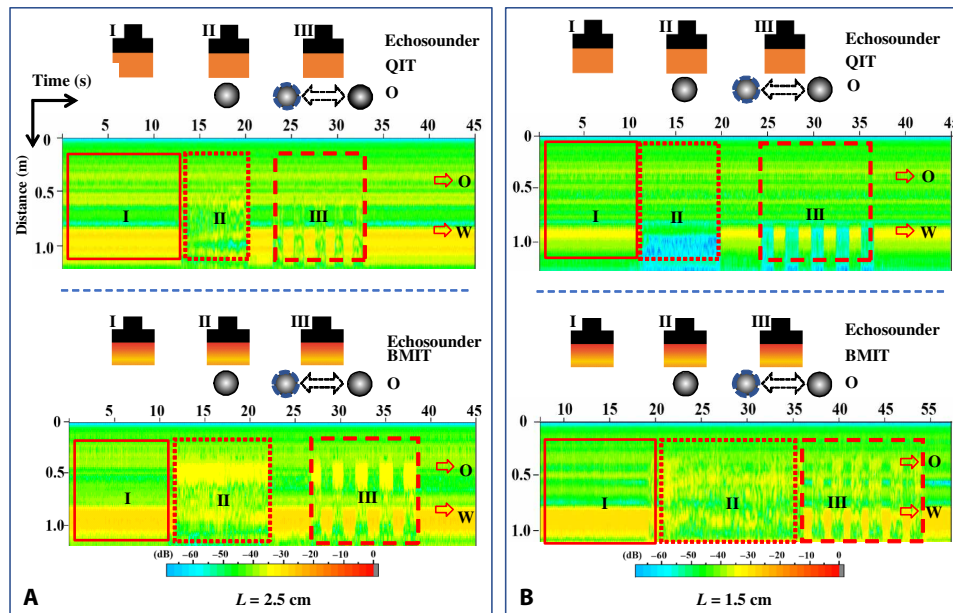 I II III
Echosounder
QIT
O
Time (s)
5 10 15 20 25 30 35 40 45
Distance (m)
0
0.5
1.0
I II III
O
W
I II III
Echosounder
BMIT
O
5 10 15 20 25 30 35 40 45
0
0.5
1.0
I II III
O
W
(dB) −60 −50 −40 −30 −20 −10 0
A
L = 2.5 cm
I II III
Echosounder
QIT
O
5 10 15 20 25 30 35 40 45
0
0.5
1.0
I II III
O
W
I II III
Echosounder
BMIT
O
10 15 20 25 30 35 40 45 50 55
0
0.5
1.0
I II III
O
W
(dB) −60 −50 −40 −30 −20 −10 0
B
L = 1.5 cm